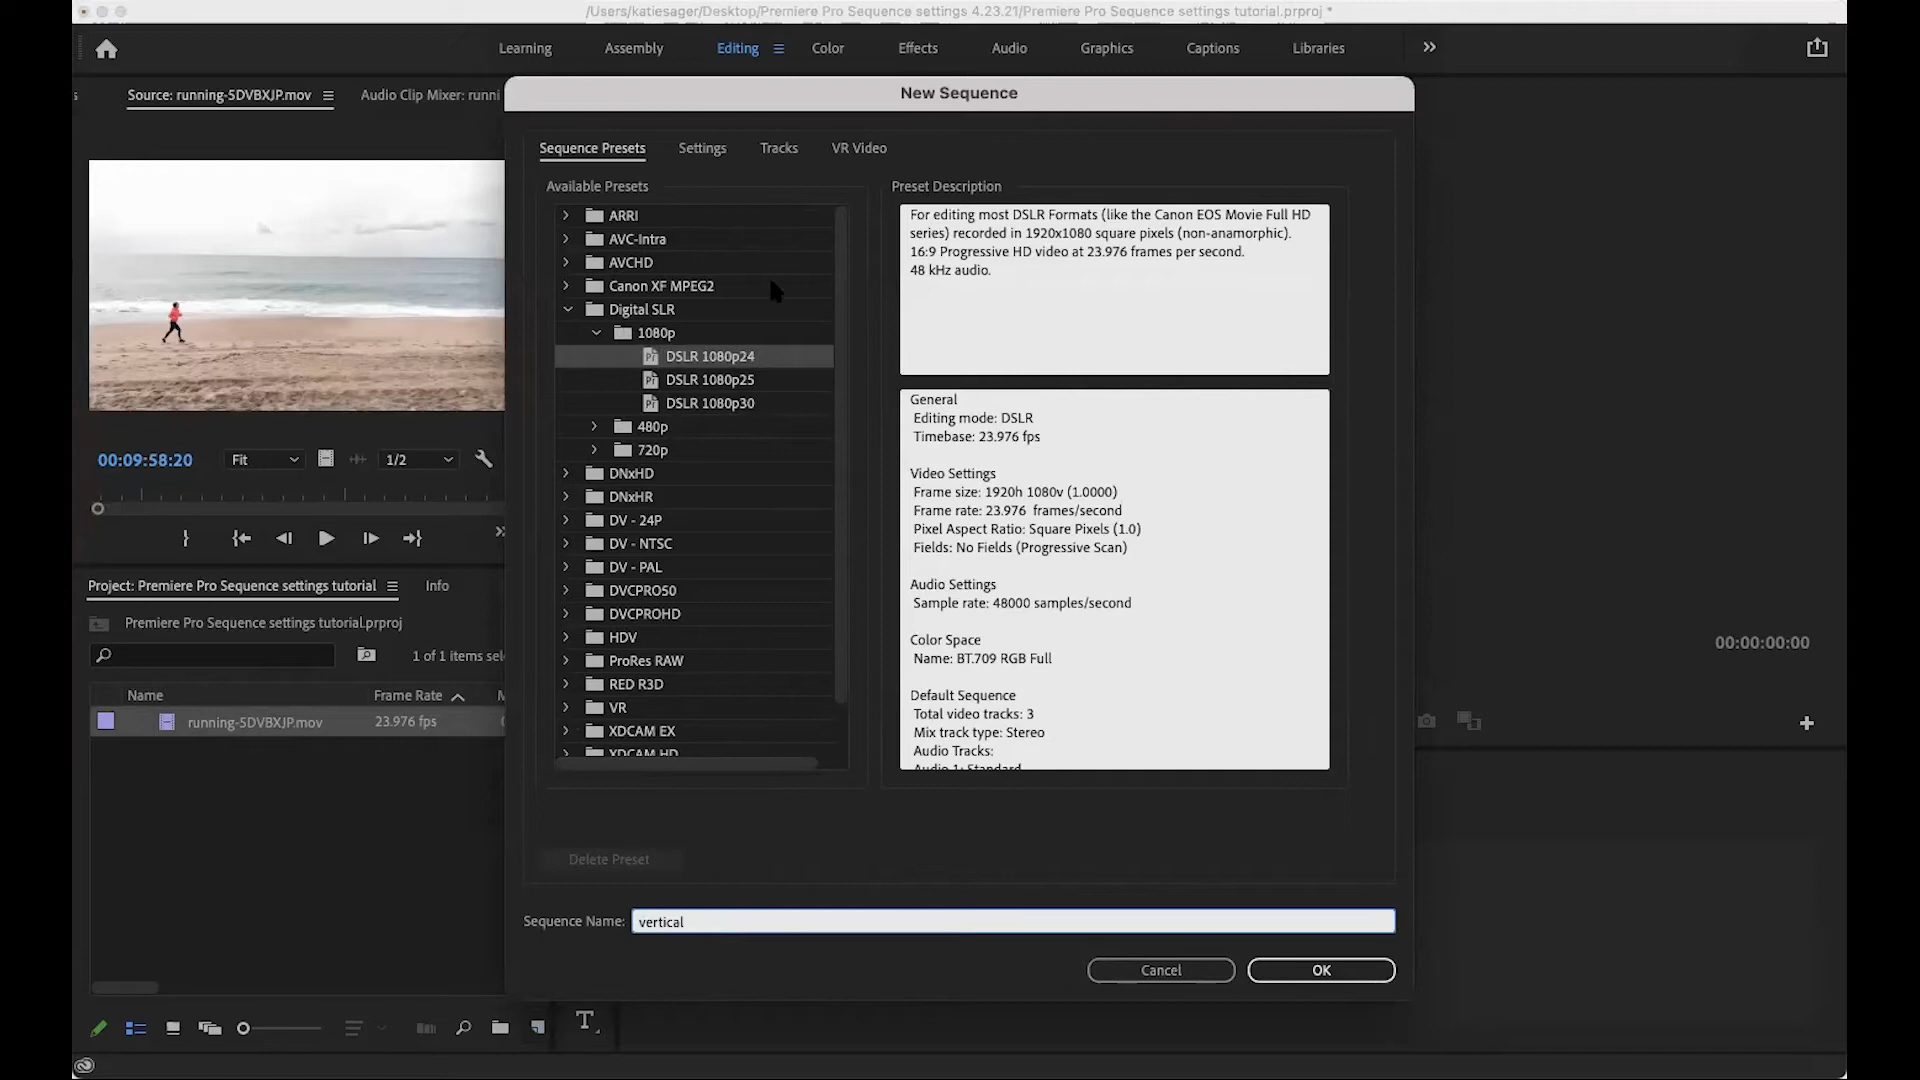 /Users/katiesager/Desktop/Premiere Pro Sequence settings 4.23.21/Premiere Pro Sequence settings tutorial.prproj *
Learning Assembly Editing Color Effects Audio Graphics Captions Libraries
Source: running-5DVBXJP.mov
Audio Clip Mixer: runni
New Sequence
Sequence Presets Settings Tracks VR Video
Available Presets
ARRI
AVC-Intra
AVCHD
Canon XF MPEG2
Digital SLR
1080p
DSLR 1080p24
DSLR 1080p25
DSLR 1080p30
480p
720p
DNxHD
DNxHR
DV - 24P
DV - NTSC
DV - PAL
DVCPRO50
DVCPROHD
HDV
ProRes RAW
RED R3D
VR
XDCAM EX
XDCAM HD
Preset Description
For editing most DSLR Formats (like the Canon EOS Movie Full HD
series) recorded in 1920x1080 square pixels (non-anamorphic).
16:9 Progressive HD video at 23.976 frames per second.
48 kHz audio.
General
Editing mode: DSLR
Timebase: 23.976 fps
Video Settings
Frame size: 1920h 1080v (1.0000)
Frame rate: 23.976 frames/second
Pixel Aspect Ratio: Square Pixels (1.0)
Fields: No Fields (Progressive Scan)
Audio Settings
Sample rate: 48000 samples/second
Color Space
Name: BT.709 RGB Full
Default Sequence
Total video tracks: 3
Mix track type: Stereo
Audio Tracks:
Audio 1: Standard
Delete Preset
Sequence Name: vertical
Cancel OK
00:09:58:20 Fit 1/2
Project: Premiere Pro Sequence settings tutorial Info
Premiere Pro Sequence settings tutorial.prproj
1 of 1 items sel
Name Frame Rate
running-5DVBXJP.mov 23.976 fps
00:00:00:00